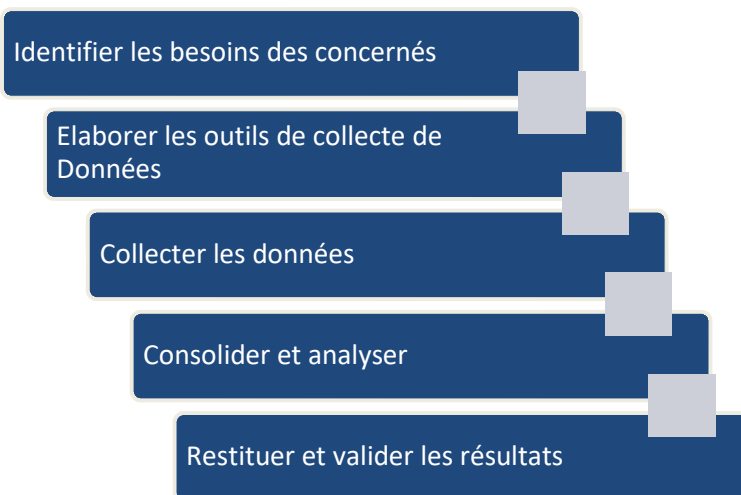 Identifier les besoins des concernés
Elaborer les outils de collecte de
Données
Collecter les données
Consolider et analyser
Restituer et valider les résultats